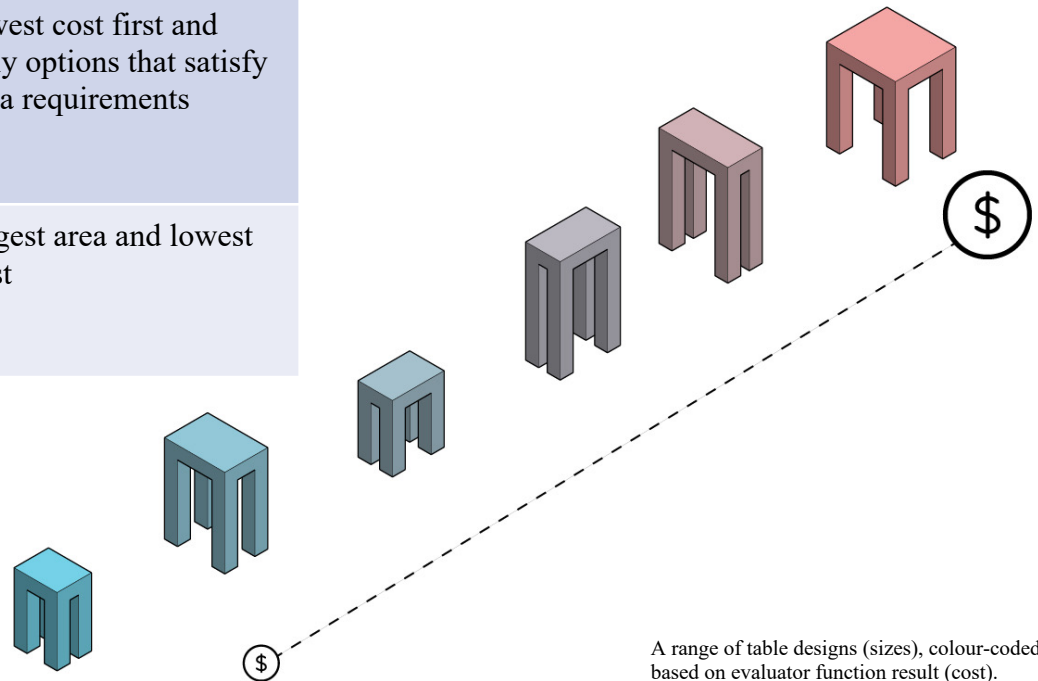 vest cost first and
y options that satisfy
a requirements
gest area and lowest
st
$
$
A range of table designs (sizes), colour-coded
based on evaluator function result (cost).